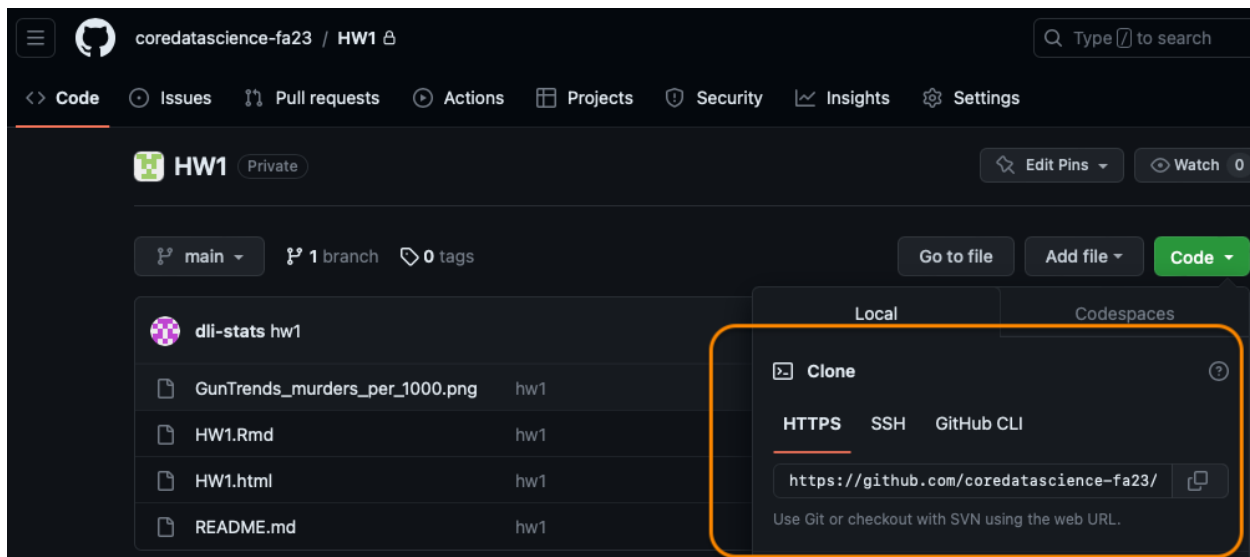 coredatascience-fa23 / HW1
Type / to search
Code Issues Pull requests Actions Projects Security Insights Settings
HW1 Private
Edit Pins Watch 0
main 1 branch 0 tags
Go to file Add file Code
Local Codespaces
dli-stats hw1
Clone
GunTrends_murders_per_1000.png hw1
HTTPS SSH GitHub CLI
HW1.Rmd hw1
https://github.com/coredatascience-fa23/
HW1.html hw1
Use Git or checkout with SVN using the web URL.
README.md hw1